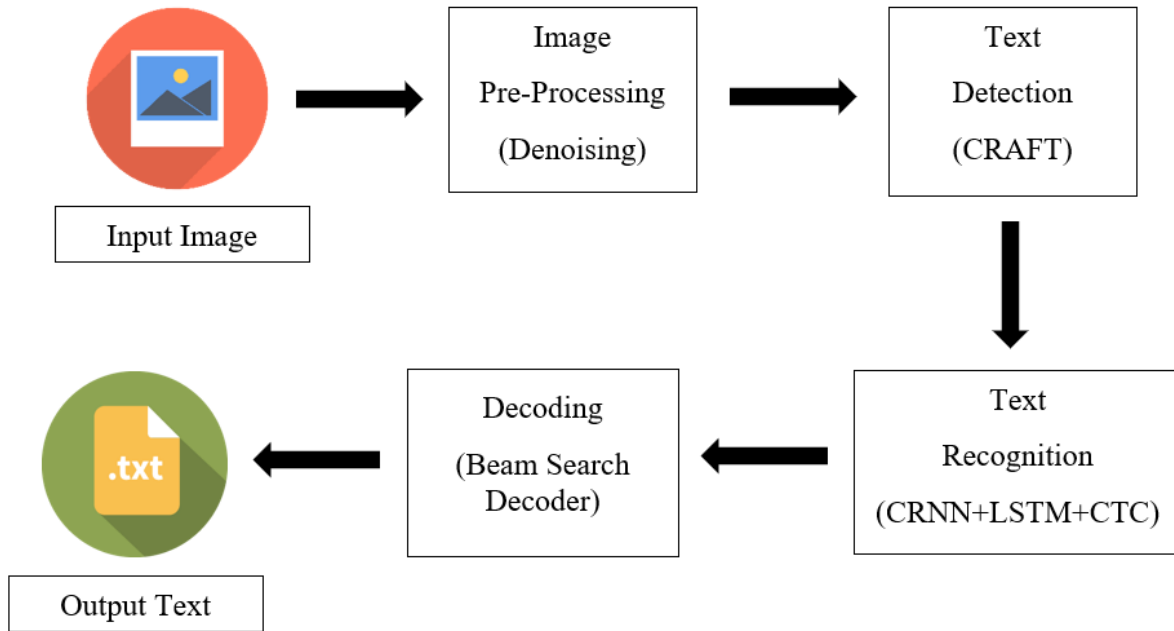 Input Image
Image
Pre-Processing
(Denoising)
Text
Detection
(CRAFT)
Text
Recognition
(CRNN+LSTM+CTC)
Decoding
(Beam Search
Decoder)
.txt
Output Text